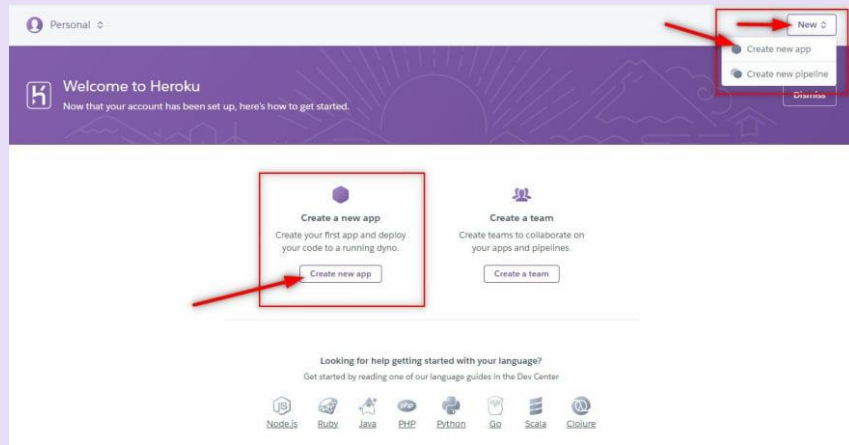 Personal
New
Create new app
Create new pipeline
Welcome to Heroku
Now that your account has been set up, here's how to get started.
Dismiss
Create a new app
Create your first app and deploy
your code to a running dyno.
Create new app
Create a team
Create teams to collaborate on
your apps and pipelines.
Create a team
Looking for help getting started with your language?
Get started by reading one of our language guides in the Dev Center
JS
php
Node.js Ruby Java PHP Python Go Scala Clojure